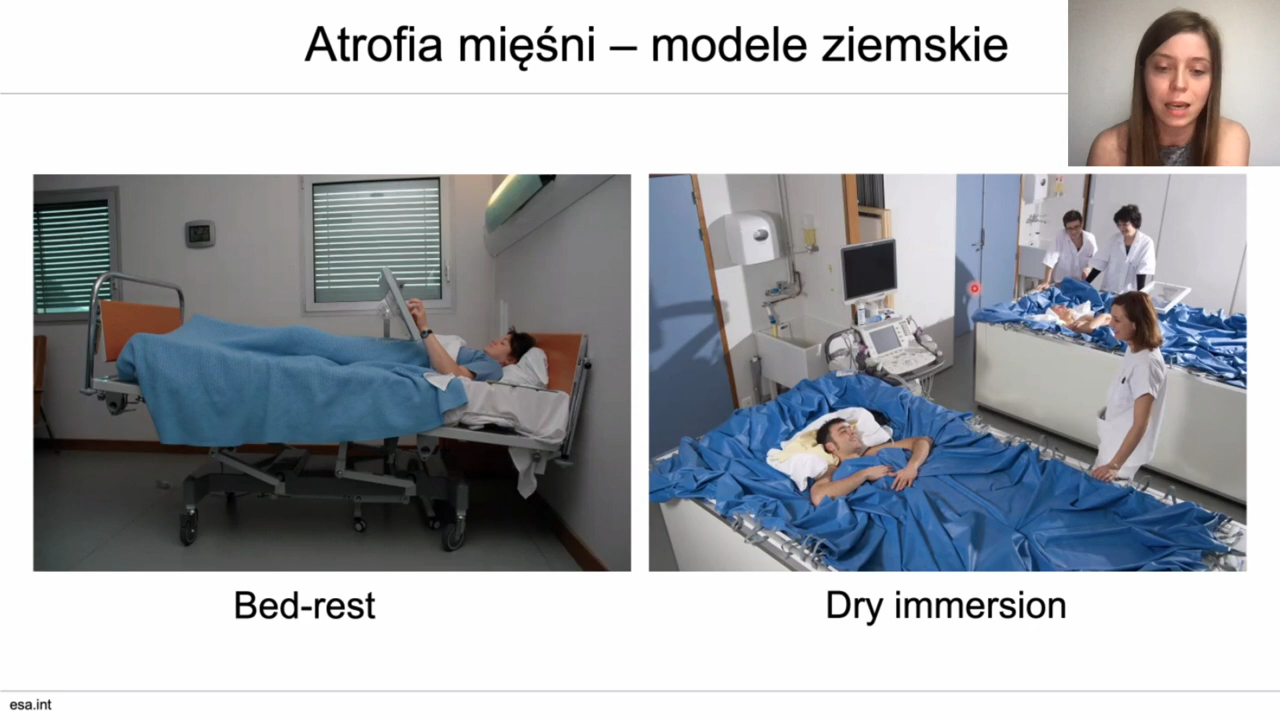 Atrofia mięśni – modele ziemskie
Bed-rest
Dry immersion
esa.int